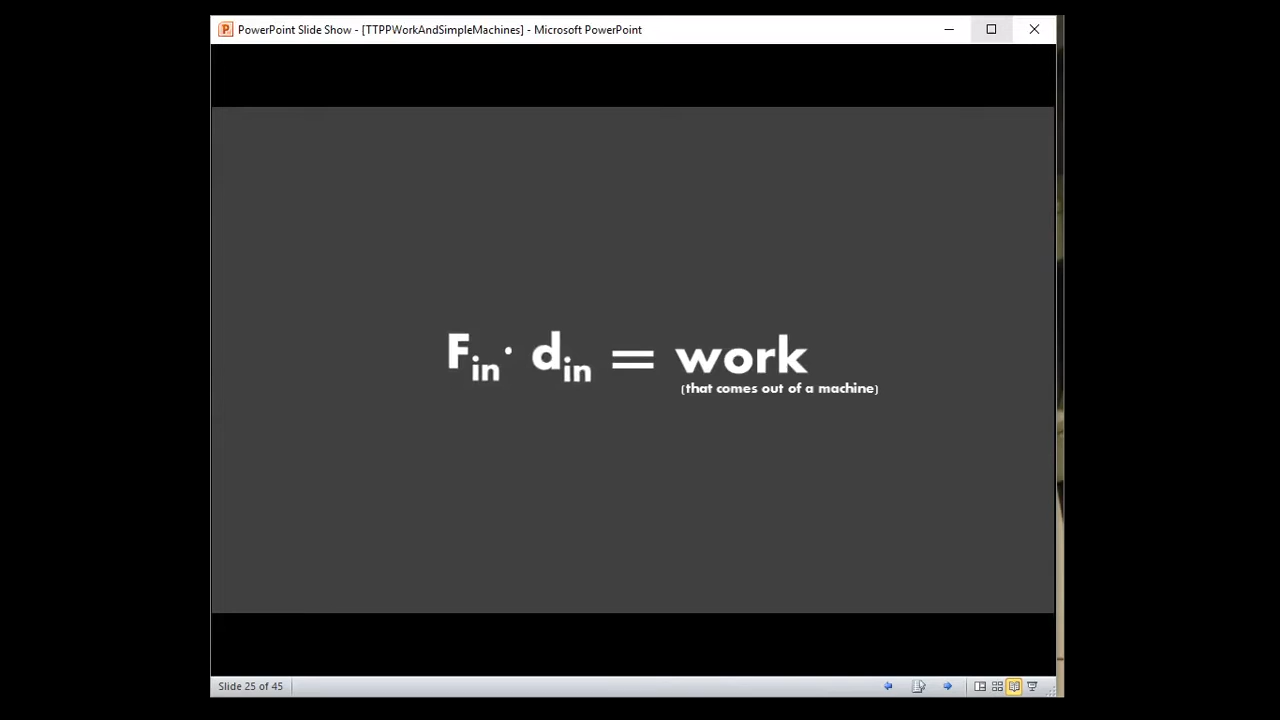 PowerPoint Slide Show - [TTPPWorkAndSimpleMachines] - Microsoft PowerPoint
Fin · din = work
(that comes out of a machine)
Slide 25 of 45